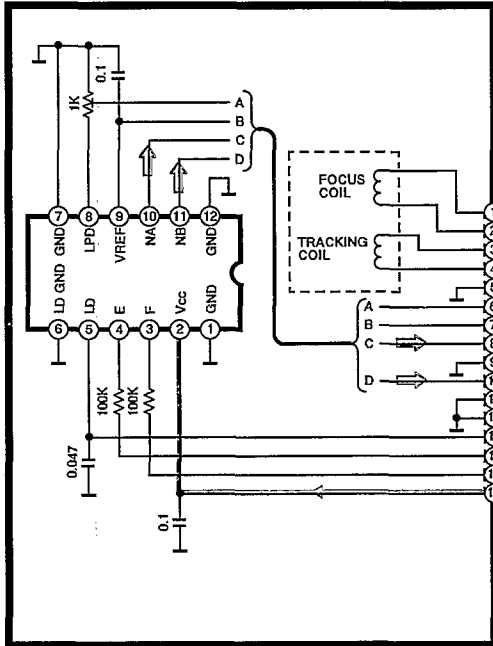 0.1
1K
A
B
C
D
7 8 9 10 11 12
GND LPD VREF NA NB GND
LD GND LD E F Vcc GND
6 5 4 3 2 1
FOCUS
COIL
TRACKING
COIL
A
B
C
D
100K
100K
0.047
0.1